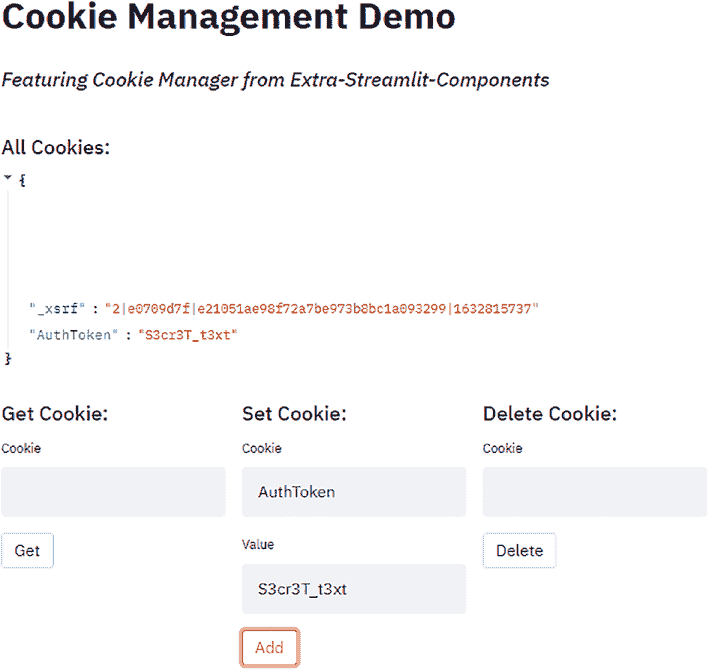 Cookie Management Demo
Featuring Cookie Manager from Extra-Streamlit-Components
All Cookies:
{
"_xsrf" : "2|e0709d7f|e21051ae98f72a7be973b8bc1a093299|1632815737"
"AuthToken" : "S3cr3T_t3xt"
}
Get Cookie:
Cookie
Get
Set Cookie:
Cookie
AuthToken
Value
S3cr3T_t3xt
Add
Delete Cookie:
Cookie
Delete